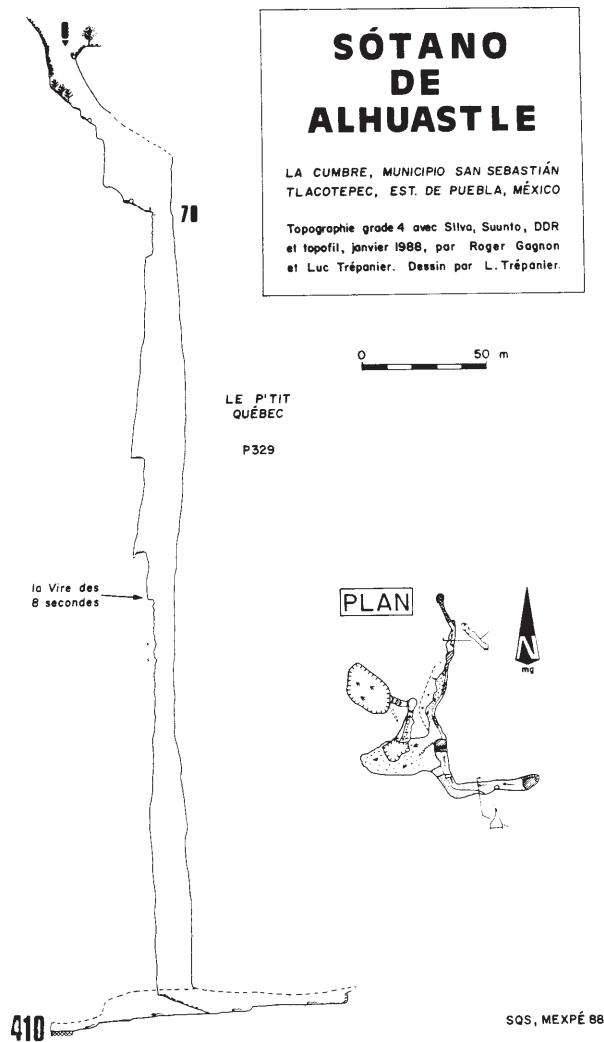 SÓTANO
DE
ALHUASTLE
LA CUMBRE, MUNICIPIO SAN SEBASTIÁN
TLACOTEPEC, EST. DE PUEBLA, MÉXICO
Topographie grade 4 avec Silva, Suunto, DDR
et topofil, janvier 1988, par Roger Gagnon
et Luc Trépanier. Dessin par L. Trépanier.
70
0 50 m
LE P'TIT
QUÉBEC
P329
la Vire des
8 secondes
PLAN
N
mg
410
SQS, MEXPÉ 88